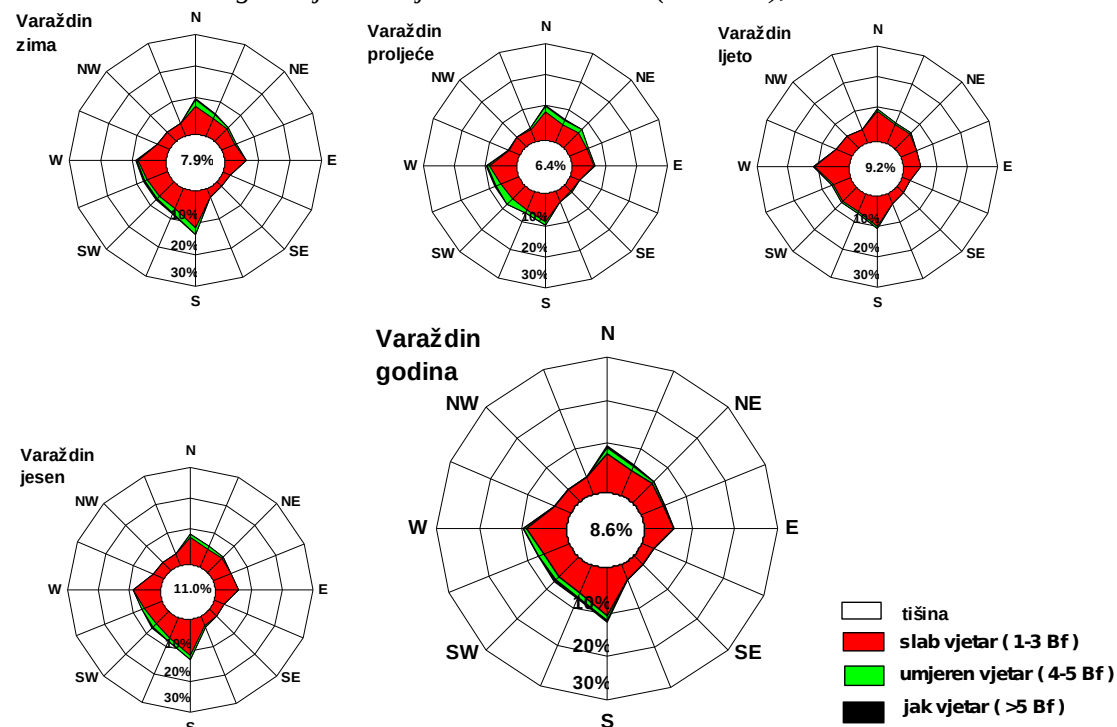 Varaždin
zima
N
NW
NE
W
7.9%
E
10%
SW
20%
SE
30%
S
Varaždin
proljeće
N
NW
NE
W
6.4%
E
10%
SW
20%
SE
30%
S
Varaždin
ljeto
N
NW
NE
W
9.2%
E
10%
SW
20%
SE
30%
S
Varaždin
jesen
N
NW
NE
W
11.0%
E
10%
SW
20%
SE
30%
S
Varaždin
godina
N
NW
NE
W
8.6%
E
10%
SW
20%
SE
30%
S
tišina
slab vjetar ( 1-3 Bf )
umjeren vjetar ( 4-5 Bf )
jak vjetar ( >5 Bf )